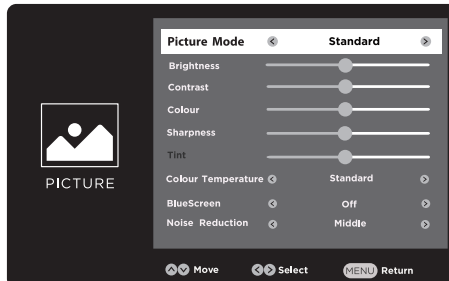 Picture Mode Standard
Brightness
Contrast
Colour
Sharpness
Tint
PICTURE
Colour Temperature Standard
BlueScreen Off
Noise Reduction Middle
Move Select MENU Return